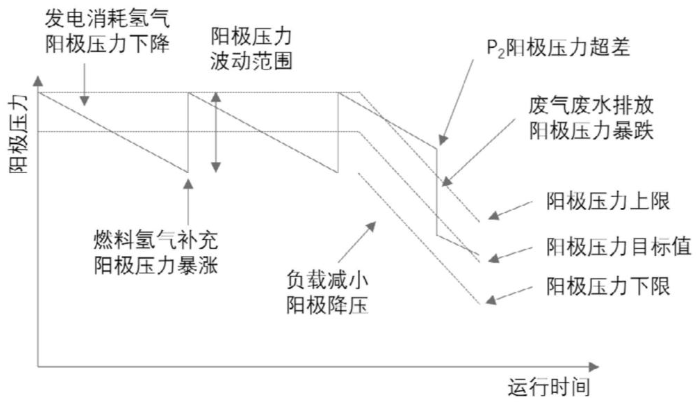 发电消耗氢气
阳极压力下降
阳极压力
波动范围
P₂阳极压力超差
废气废水排放
阳极压力暴跌
阳极压力
燃料氢气补充
阳极压力暴涨
负载减小
阳极降压
阳极压力上限
阳极压力目标值
阳极压力下限
运行时间